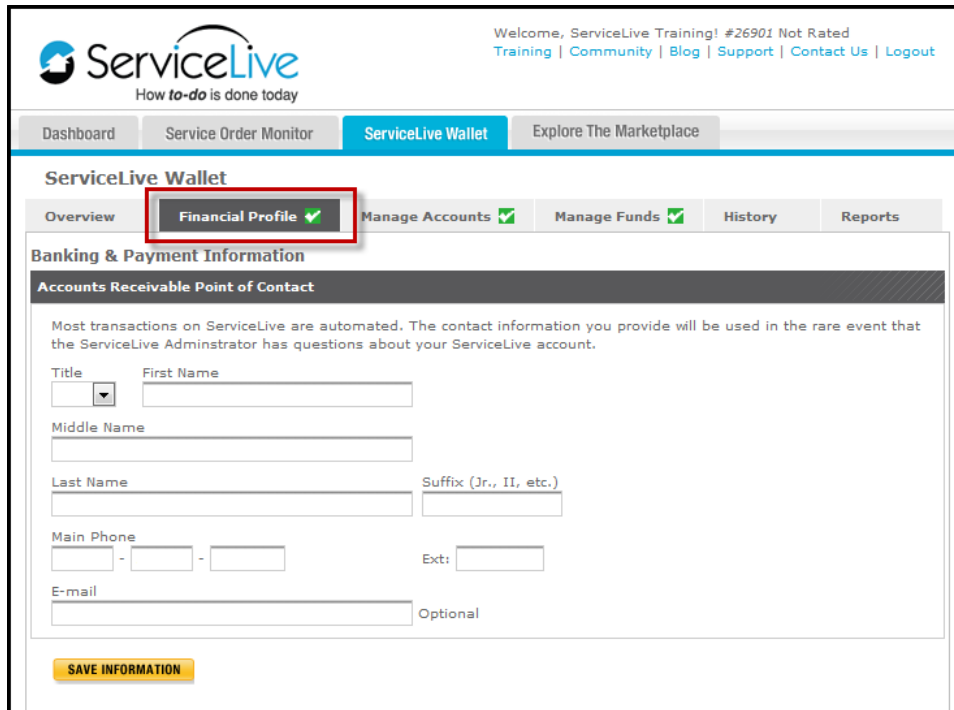 Welcome, ServiceLive Training! #26901 Not Rated
Training | Community | Blog | Support | Contact Us | Logout
ServiceLive
How to-do is done today
Dashboard Service Order Monitor ServiceLive Wallet Explore The Marketplace
ServiceLive Wallet
Overview Financial Profile Manage Accounts Manage Funds History Reports
Banking & Payment Information
Accounts Receivable Point of Contact
Most transactions on ServiceLive are automated. The contact information you provide will be used in the rare event that
the ServiceLive Adminstrator has questions about your ServiceLive account.
Title First Name
Middle Name
Last Name Suffix (Jr., II, etc.)
Main Phone
- - Ext:
E-mail
Optional
SAVE INFORMATION